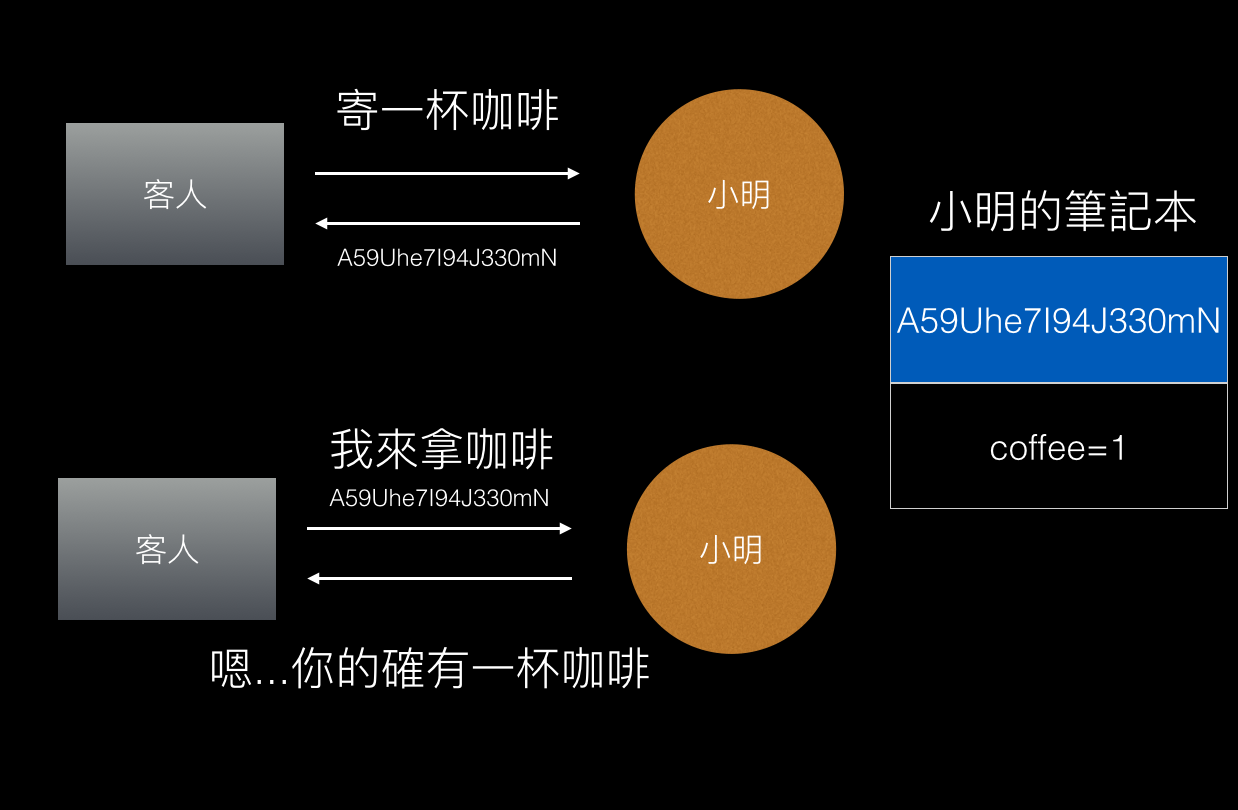 寄一杯咖啡
客人
小明
A59Uhe7I94J330mN
小明的筆記本
A59Uhe7I94J330mN
coffee=1
我來拿咖啡
A59Uhe7I94J330mN
客人
小明
嗯...你的確有一杯咖啡